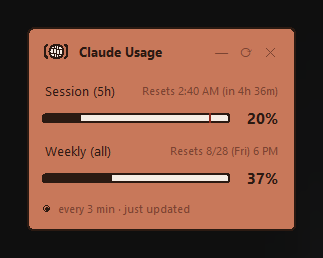 Claude Usage
Session (5h) Resets 2:40 AM (in 4h 36m)
20%
Weekly (all) Resets 8/28 (Fri) 6 PM
37%
every 3 min · just updated